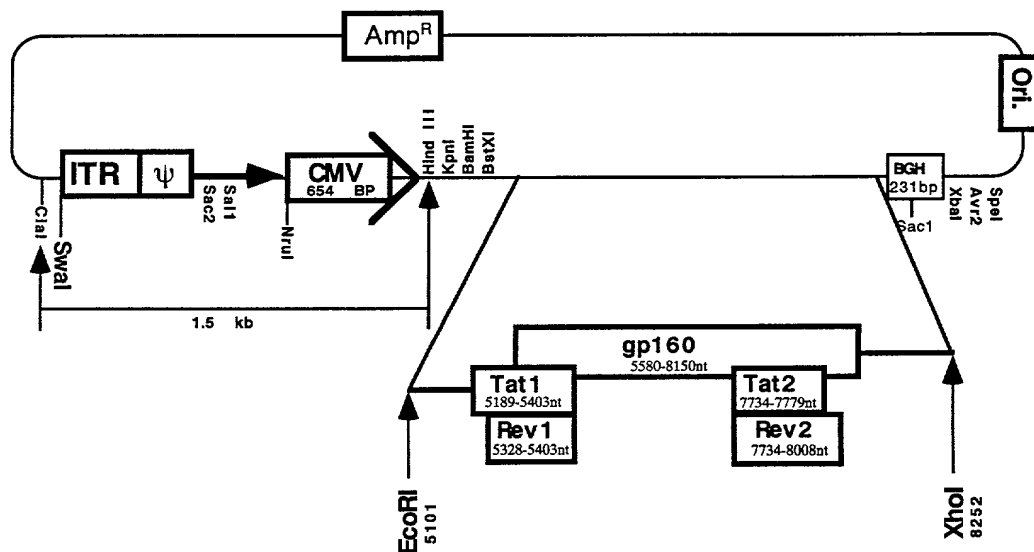 Amp^R
Ori.
ITR
ψ
CMV
654 BP
Hind III
KpnI
BamHI
BstXI
BGH
231bp
Sac1
XbaI
Avr2
SpeI
ClaI
SwaI
Sac2
Sal1
NruI
1.5 kb
gp160
5580-8150nt
Tat1
5189-5403nt
Rev1
5328-5403nt
Tat2
7734-7779nt
Rev2
7734-8008nt
EcoRI
5101
XhoI
8252